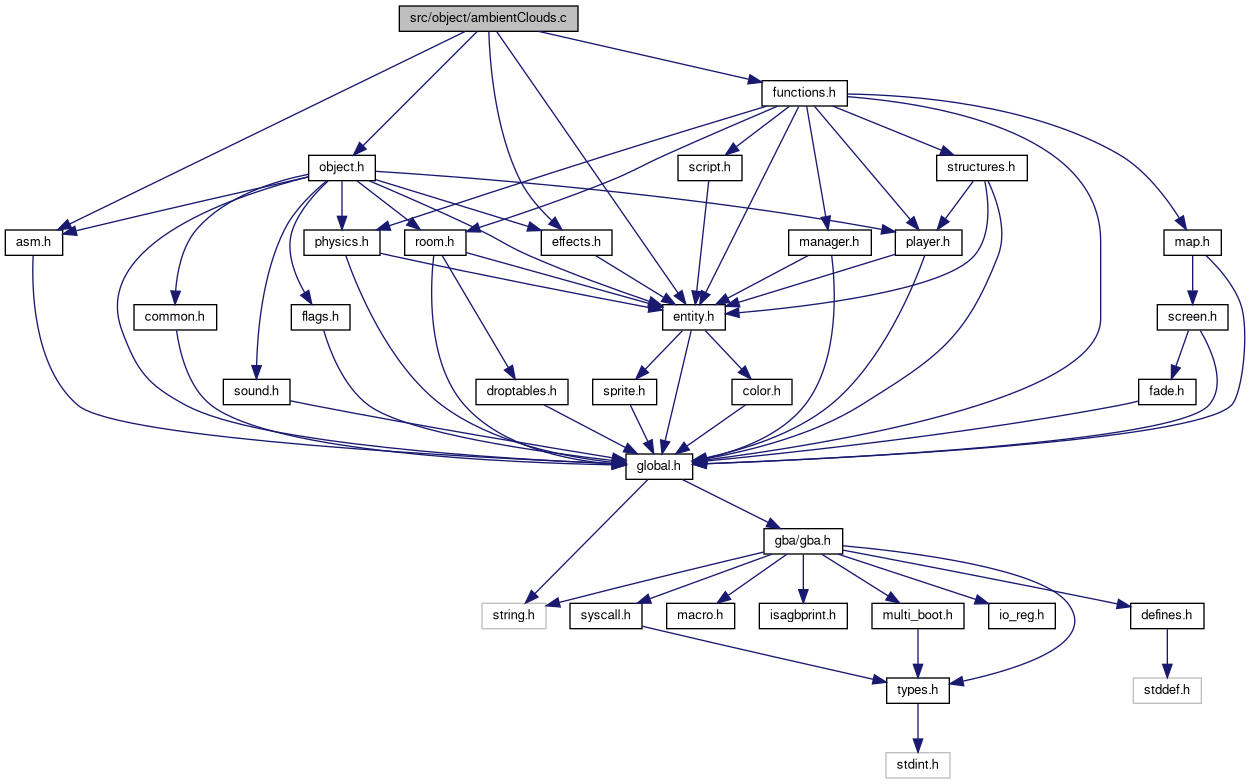 src/object/ambientClouds.c
functions.h
object.h
script.h
structures.h
asm.h
physics.h
room.h
effects.h
manager.h
player.h
map.h
common.h
flags.h
entity.h
screen.h
sound.h
droptables.h
sprite.h
color.h
fade.h
global.h
gba/gba.h
string.h
syscall.h
macro.h
isagbprint.h
multi_boot.h
io_reg.h
defines.h
types.h
stddef.h
stdint.h